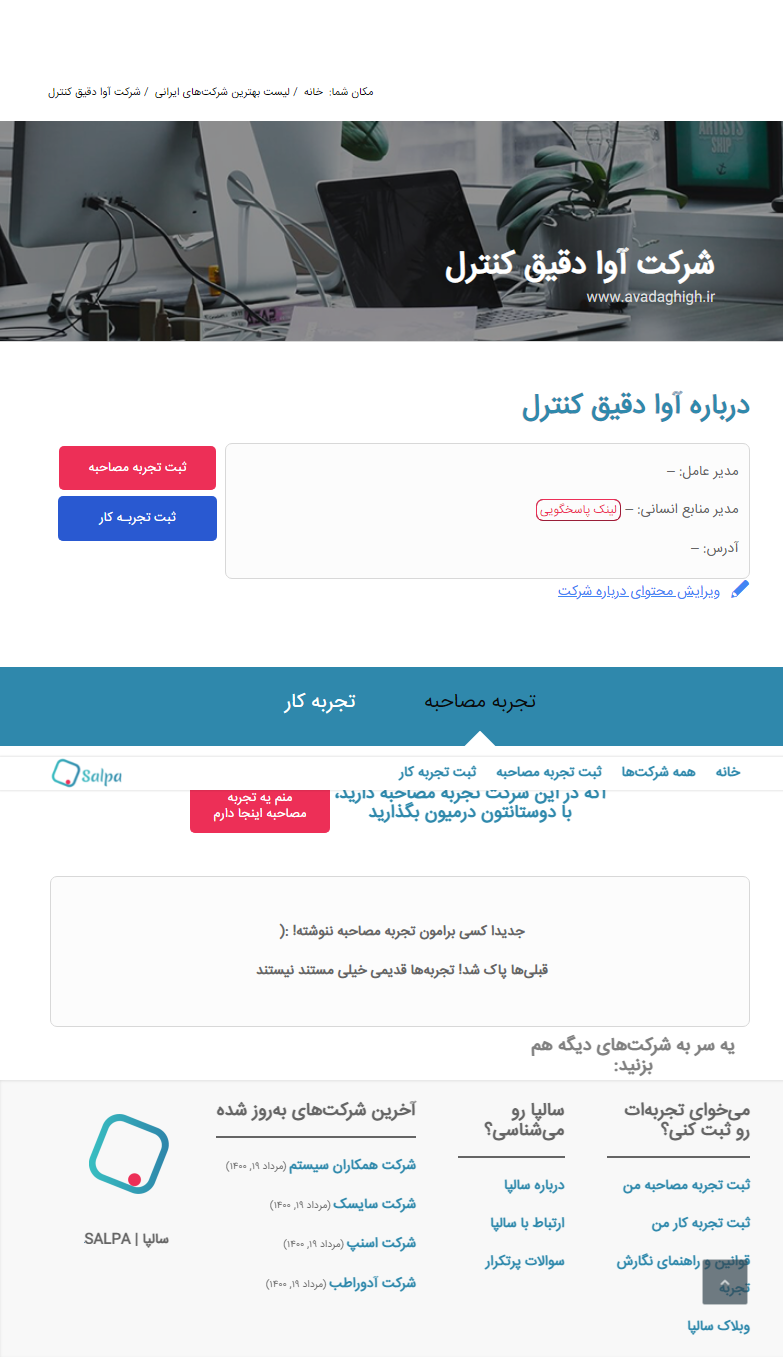 مکان شما: خانه / لیست بهترین شرکت‌های ایرانی / شرکت آوا دقیق کنترل
ARTISTS
SHIP
شرکت آوا دقیق کنترل
www.avadaghigh.ir
درباره آوا دقیق کنترل
مدیر عامل: –
مدیر منابع انسانی: – لینک پاسخگویی
آدرس: –
ویرایش محتوای درباره شرکت
ثبت تجربه مصاحبه
ثبت تجربـه کار
تجربه مصاحبه
تجربه کار
خانه
همه شرکت‌ها
ثبت تجربه مصاحبه
ثبت تجربه کار
Salpa
اگه در این شرکت تجربه مصاحبه دارید،
با دوستانتون درمیون بگذارید
منم یه تجربه
مصاحبه اینجا دارم
جدیدا کسی برامون تجربه مصاحبه ننوشته! :(
قبلی‌ها پاک شد! تجربه‌ها قدیمی خیلی مستند نیستند
یه سر به شرکت‌های دیگه هم
بزنید:
می‌خوای تجربه‌ات
رو ثبت کنی؟
ثبت تجربه مصاحبه من
ثبت تجربه کار من
قوانین و راهنمای نگارش
تجربه
وبلاک سالپا
سالپا رو
می‌شناسی؟
درباره سالپا
ارتباط با سالپا
سوالات پرتکرار
آخرین شرکت‌های به‌روز شده
شرکت همکاران سیستم (مرداد ۱۹, ۱۴۰۰)
شرکت سایسک (مرداد ۱۹, ۱۴۰۰)
شرکت اسنپ (مرداد ۱۹, ۱۴۰۰)
شرکت آدوراطب (مرداد ۱۹, ۱۴۰۰)
سالپا | SALPA